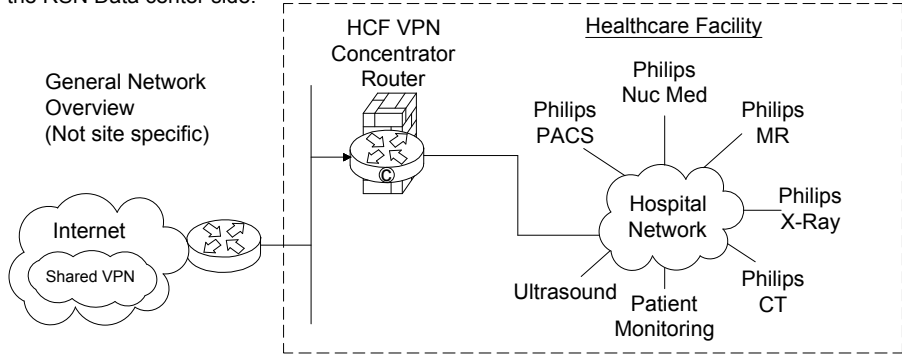 the RSN Data center side.
Healthcare Facility
HCF VPN
Concentrator
Router
General Network
Overview
(Not site specific)
Philips
Nuc Med
Philips
PACS
Philips
MR
C
Internet
Shared VPN
Hospital
Network
Philips
X-Ray
Ultrasound
Patient
Monitoring
Philips
CT